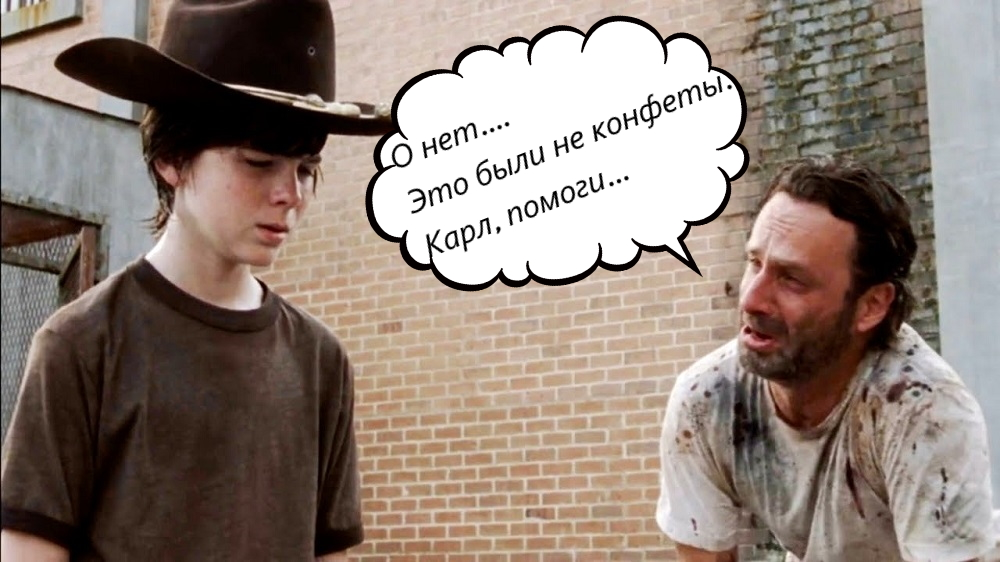 О нет....
Это были не конфеты.
Карл, помоги...